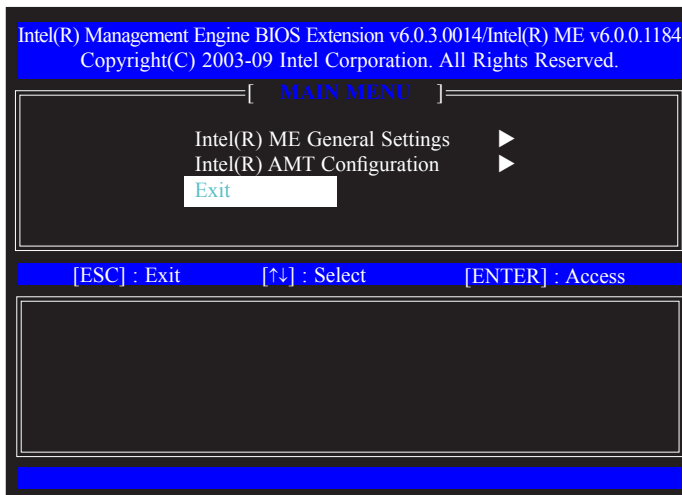 Intel(R) Management Engine BIOS Extension v6.0.3.0014/Intel(R) ME v6.0.0.1184
Copyright(C) 2003-09 Intel Corporation. All Rights Reserved.
[ MAIN MENU ]
Intel(R) ME General Settings ▶
Intel(R) AMT Configuration ▶
Exit
[ESC] : Exit [↑↓] : Select [ENTER] : Access